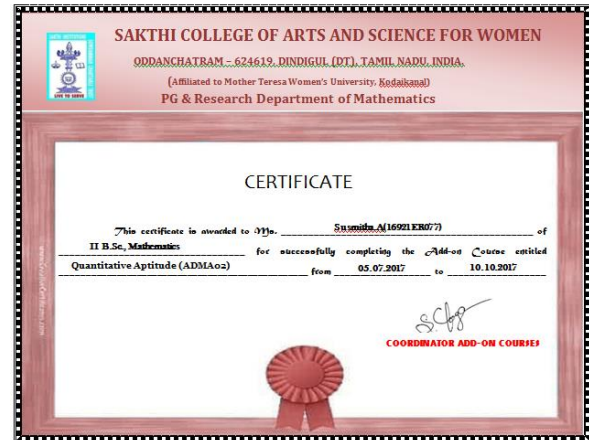 SAKTHI COLLEGE OF ARTS AND SCIENCE FOR WOMEN
ODDANCHATRAM – 624619. DINDIGUL (DT), TAMIL NADU. INDIA.
(Affiliated to Mother Teresa Women's University, Kodaikanal)
PG & Research Department of Mathematics
LIVE TO SERVE
CERTIFICATE
This certificate is awarded to Ms. Susmitha A(16921ER077) of
II B.Sc., Mathematics for successfully completing the Add-on Course entitled
Quantitative Aptitude (ADMA02) from 05.07.2017 to 10.10.2017
COORDINATOR ADD-ON COURSES